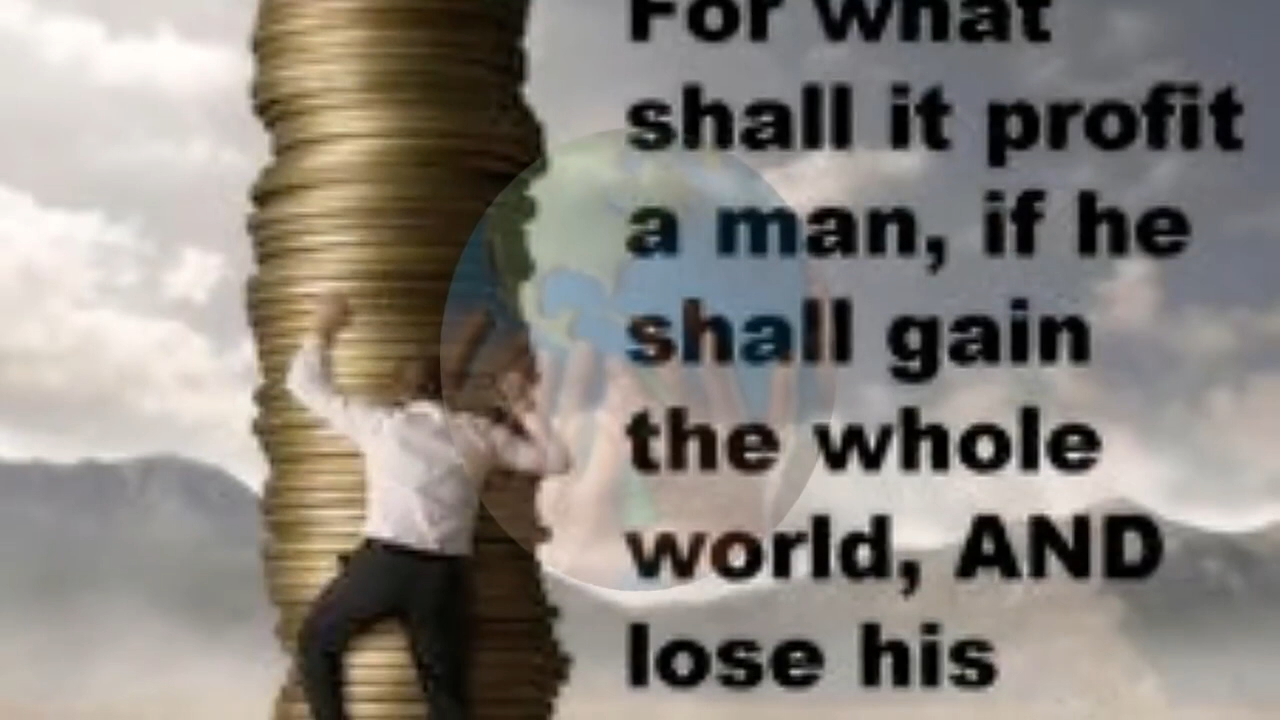 For what
shall it profit
a man, if he
shall gain
the whole
world, AND
lose his